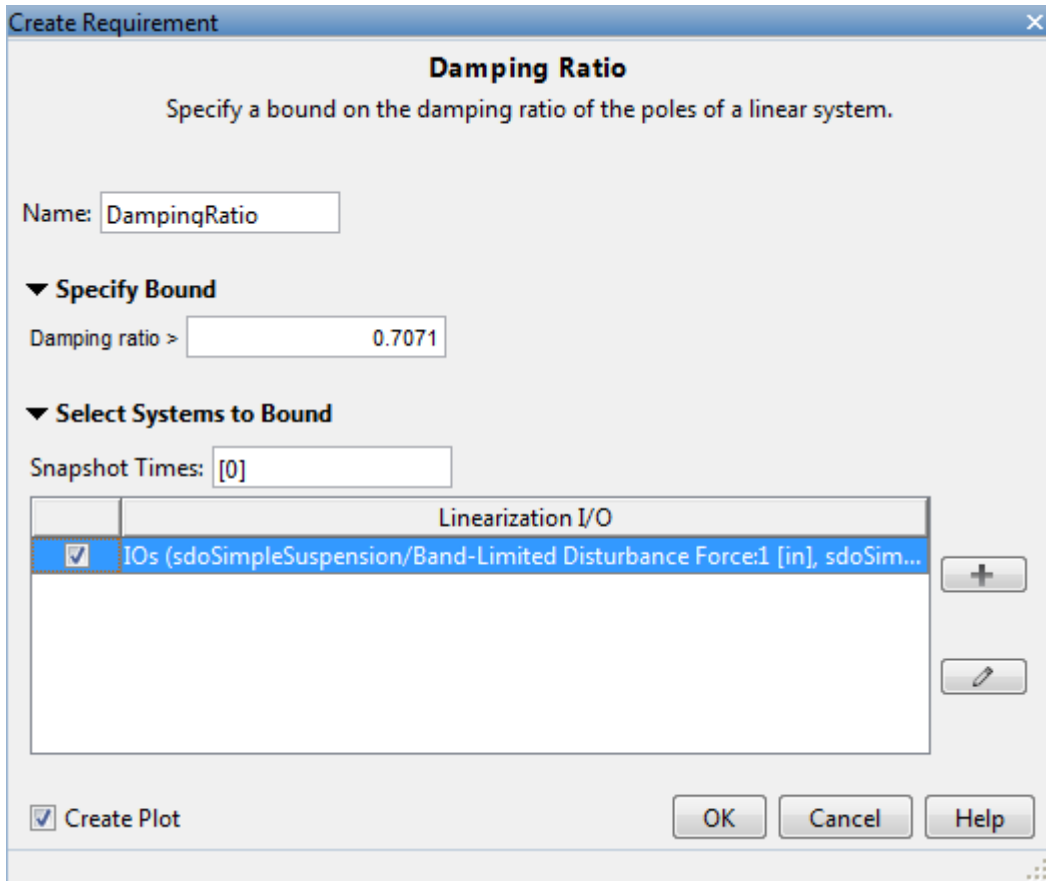 Create Requirement
Damping Ratio
Specify a bound on the damping ratio of the poles of a linear system.
Name: DampingRatio
Specify Bound
Damping ratio > 0.7071
Select Systems to Bound
Snapshot Times: [0]
Linearization I/O
IOs (sdoSimpleSuspension/Band-Limited Disturbance Force:1 [in], sdoSim...
Create Plot OK Cancel Help